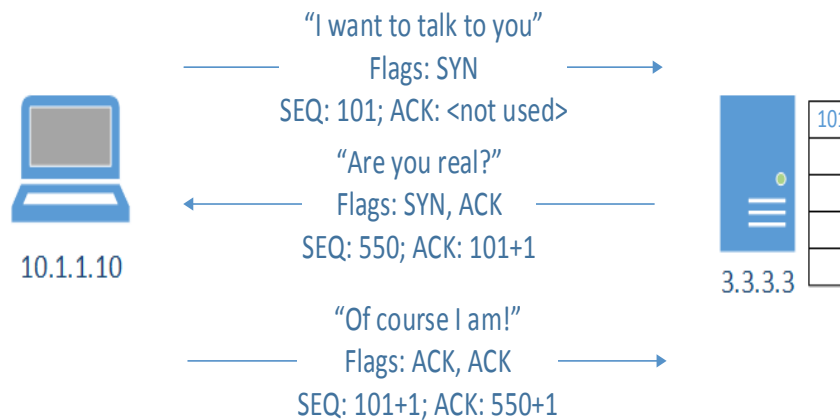 “I want to talk to you”
Flags: SYN
SEQ: 101; ACK: <not used>
“Are you real?”
Flags: SYN, ACK
SEQ: 550; ACK: 101+1
10.1.1.10
3.3.3.3
“Of course I am!”
Flags: ACK, ACK
SEQ: 101+1; ACK: 550+1